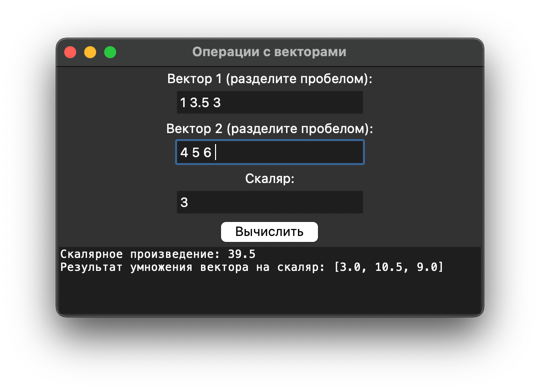 Операции с векторами
Вектор 1 (разделите пробелом):
1 3.5 3
Вектор 2 (разделите пробелом):
4 5 6
Скаляр:
3
Вычислить
Скалярное произведение: 39.5
Результат умножения вектора на скаляр: [3.0, 10.5, 9.0]